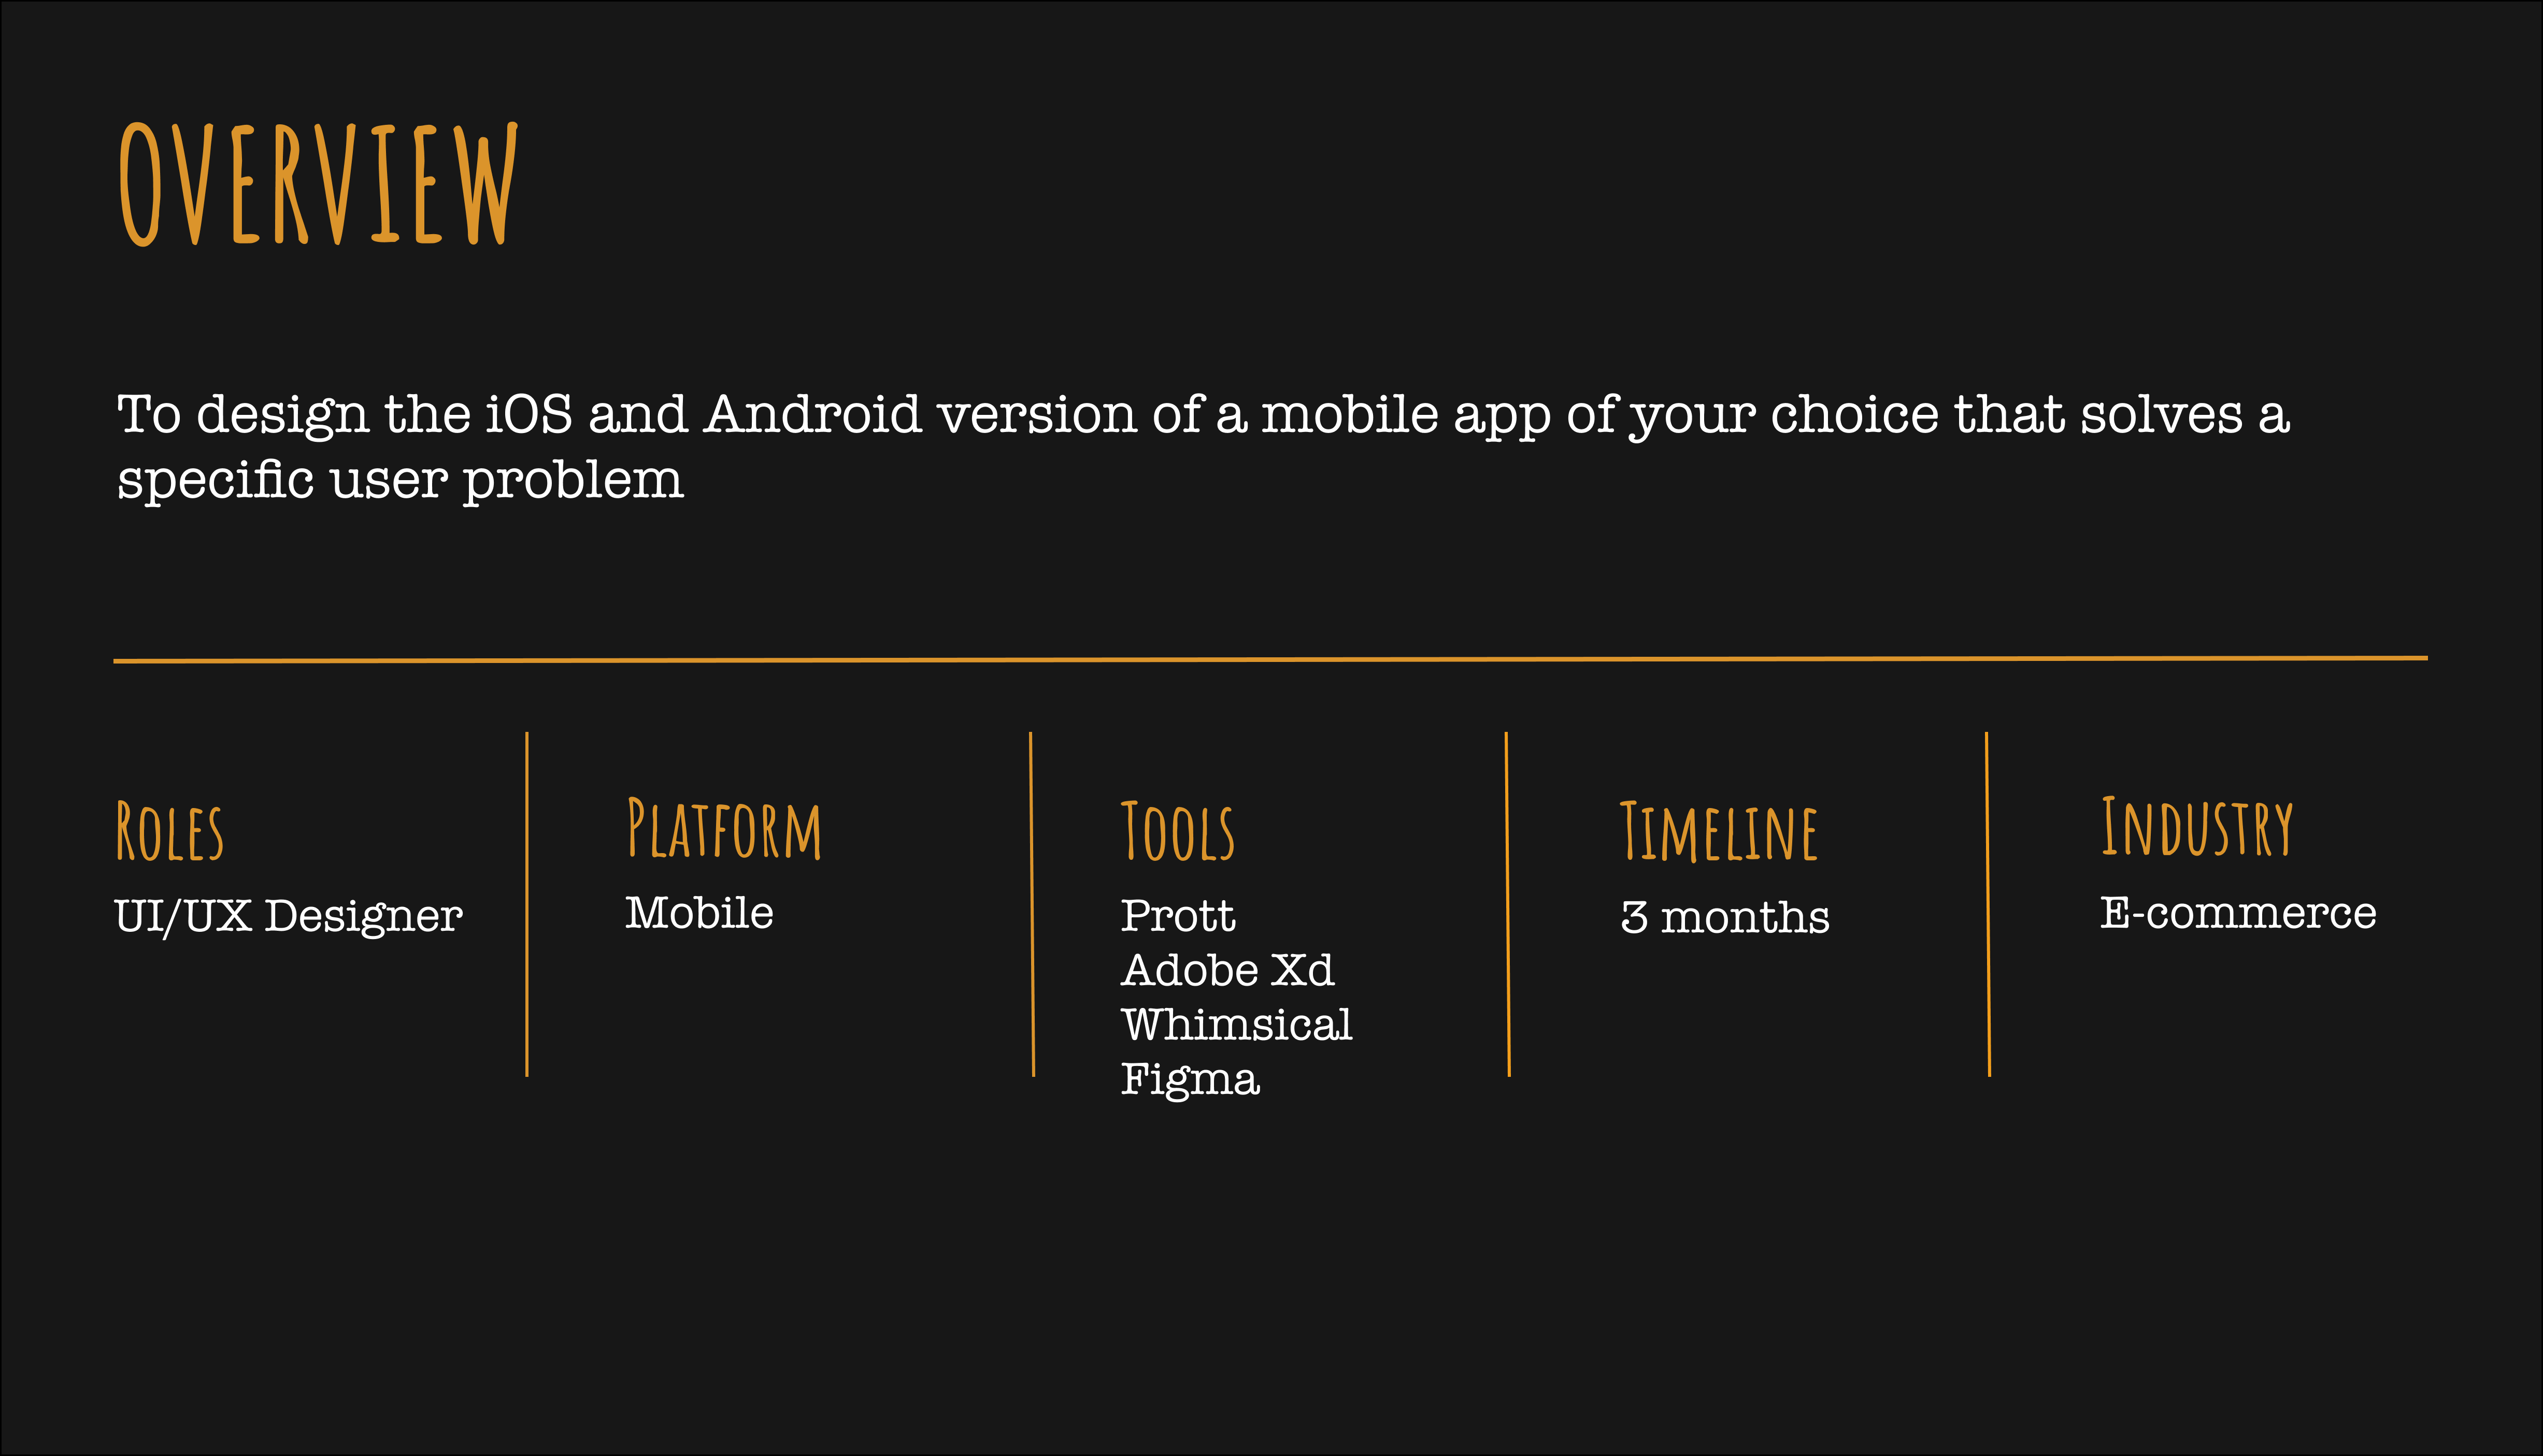 OVERVIEW
To design the iOS and Android version of a mobile app of your choice that solves a
specific user problem
Roles
UI/UX Designer
Platform
Mobile
Tools
Prott
Adobe Xd
Whimsical
Figma
Timeline
3 months
Industry
E-commerce